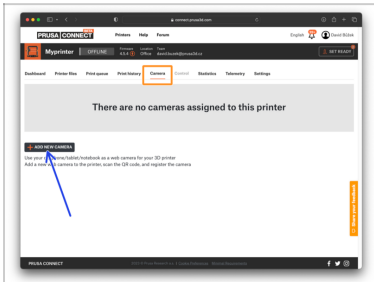 connect.prusa3d.com
PRUSA CONNECT Printers Help Forum English David Bůžek
Myprinter OFFLINE Firmware Location Team SET READY
Office
Dashboard Printer files Print queue Print history Camera Control Statistics Telemetry Settings
There are no cameras assigned to this printer
+ ADD NEW CAMERA
Use your phone/tablet/notebook as a web camera for your 3D printer
Add a new web camera to the printer, scan the QR code, and register the camera
Share your feedback
PRUSA CONNECT